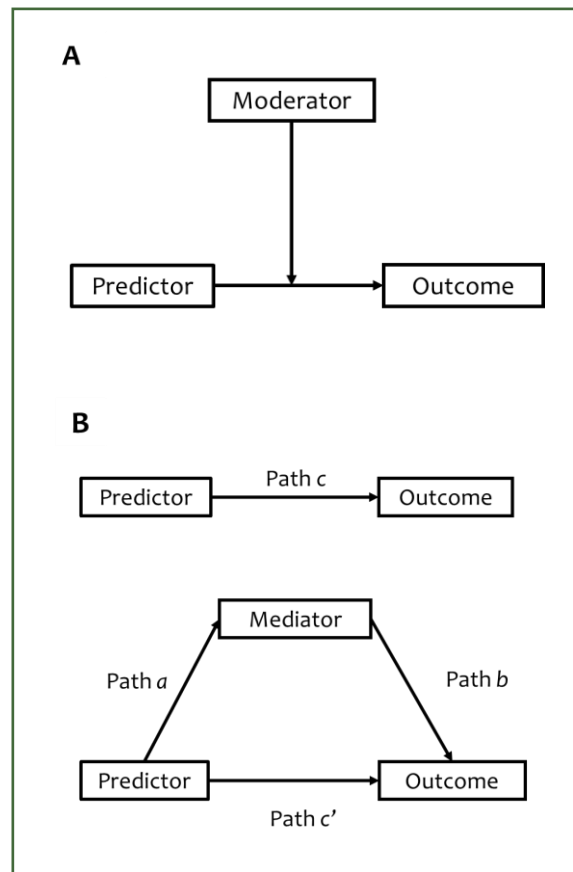 A
Moderator
Predictor
Outcome
B
Path c
Predictor
Outcome
Mediator
Path a
Path b
Predictor
Outcome
Path c’